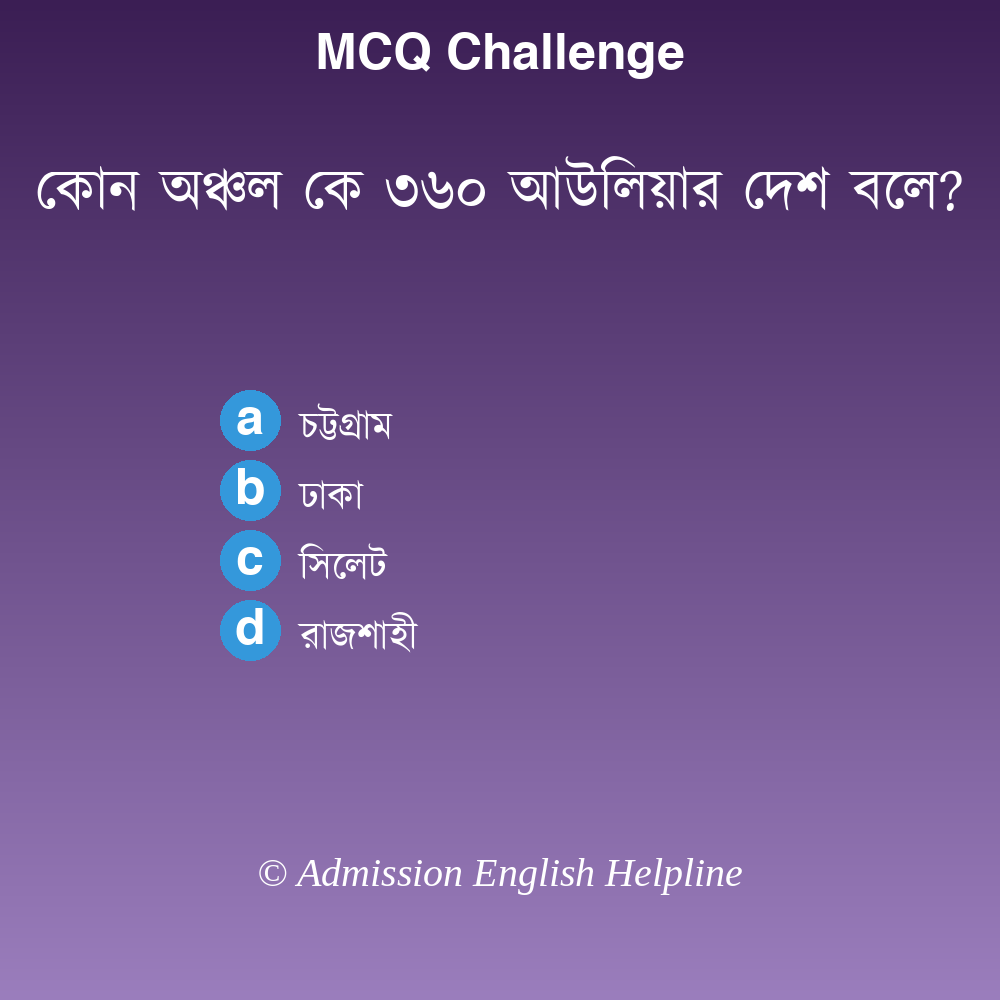 MCQ Challenge
কোন অঞ্চল কে ৩৬০ আউলিয়ার দেশ বলে?
a চট্টগ্রাম
b ঢাকা
c সিলেট
d রাজশাহী
© Admission English Helpline